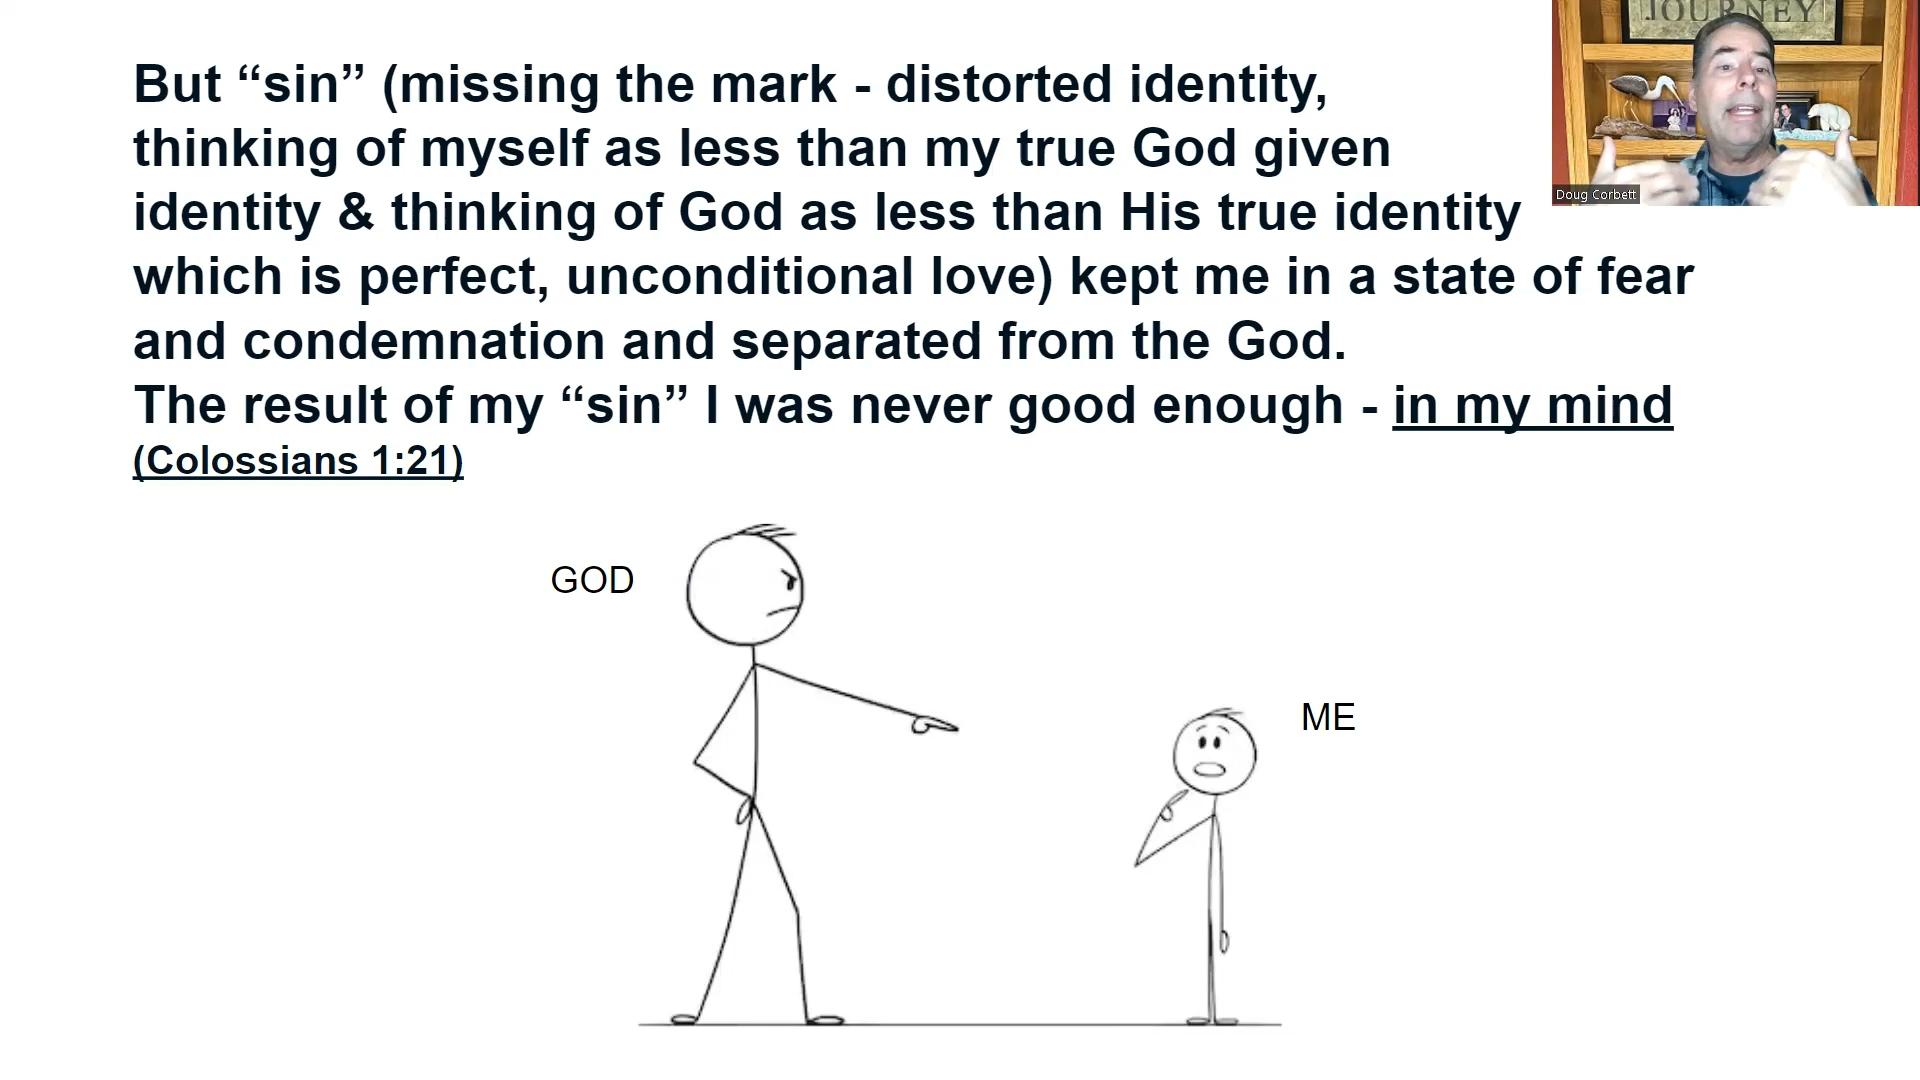 JOURNEY
But “sin” (missing the mark - distorted identity,
thinking of myself as less than my true God given
identity & thinking of God as less than His true identity
which is perfect, unconditional love) kept me in a state of fear
and condemnation and separated from the God.
The result of my “sin” I was never good enough - in my mind
(Colossians 1:21)
Doug Corbett
GOD
ME